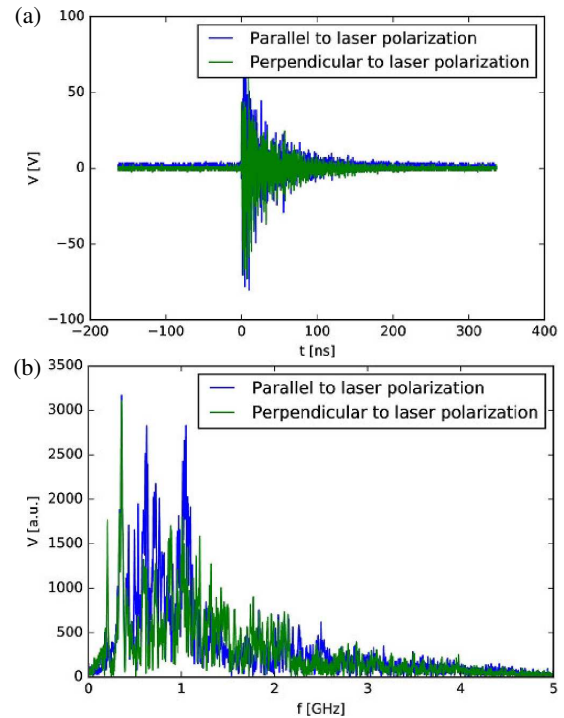 (a)
Parallel to laser polarization
Perpendicular to laser polarization
100
50
0
−50
−100
V [V]
−200 −100 0 100 200 300 400
t [ns]
(b)
Parallel to laser polarization
Perpendicular to laser polarization
3500
3000
2500
2000
1500
1000
500
0
V [a.u.]
0 1 2 3 4 5
f [GHz]